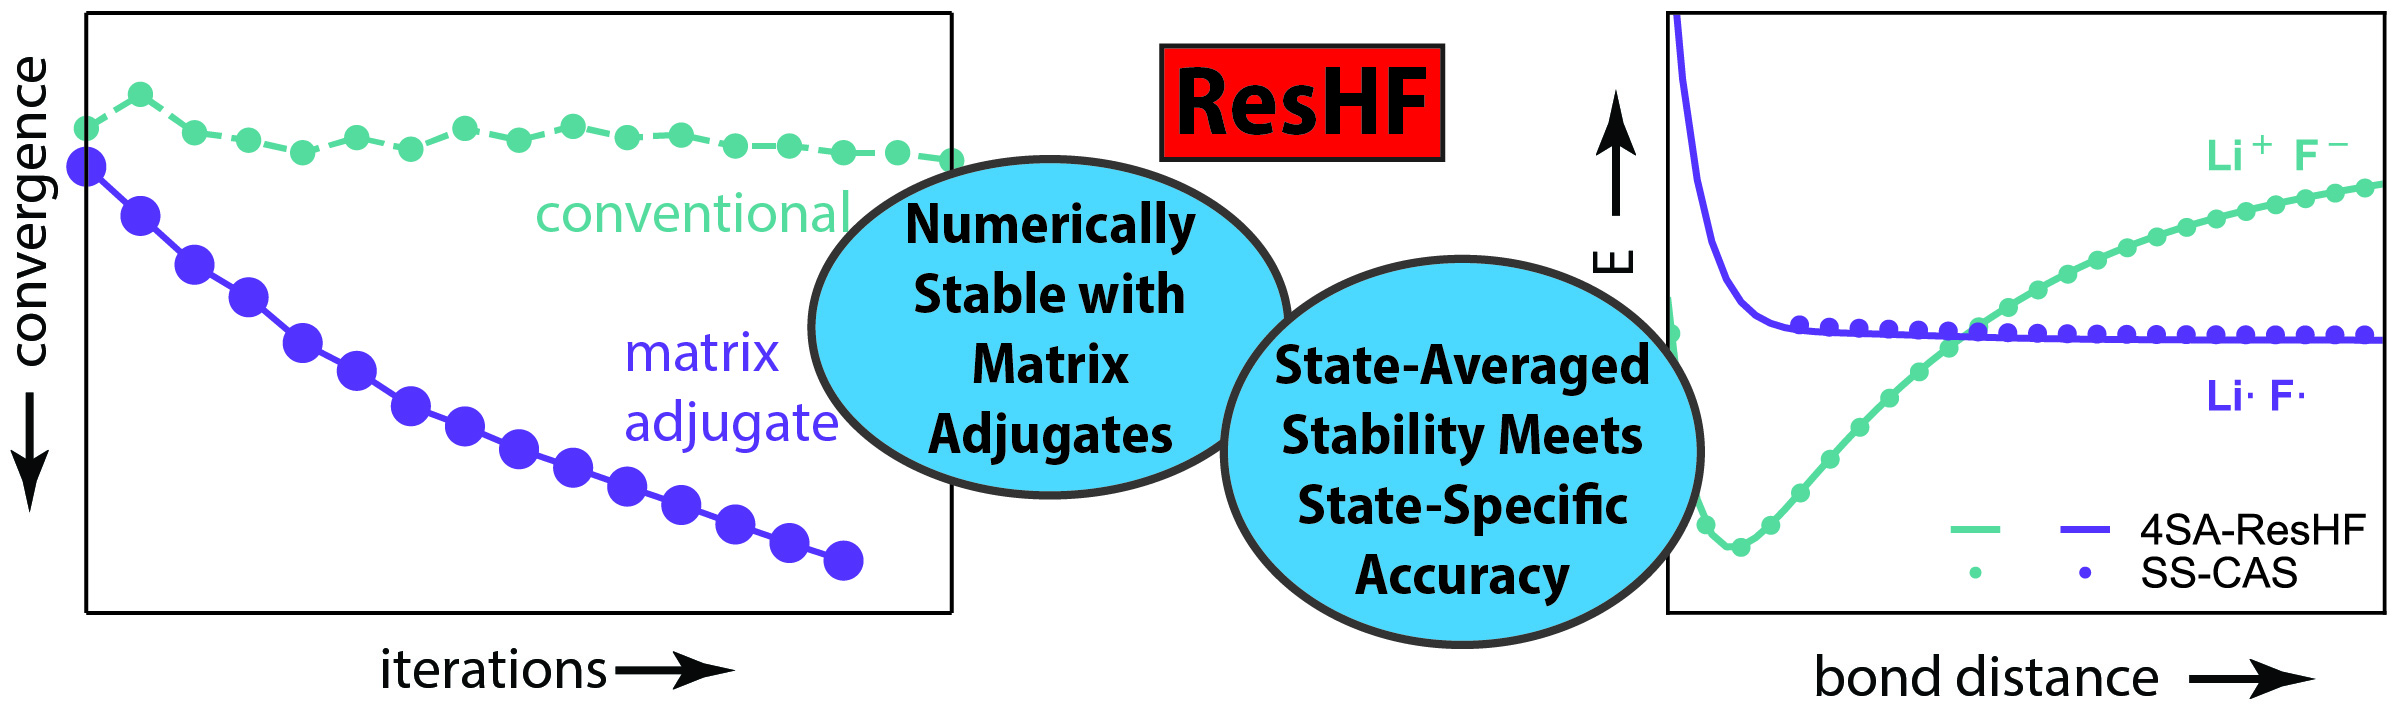 convergence
conventional
matrix
adjugate
iterations
ResHF
Numerically
Stable with
Matrix
Adjugates
State-Averaged
Stability Meets
State-Specific
Accuracy
E
Li⁺ F⁻
Li· F·
4SA-ResHF
SS-CAS
bond distance